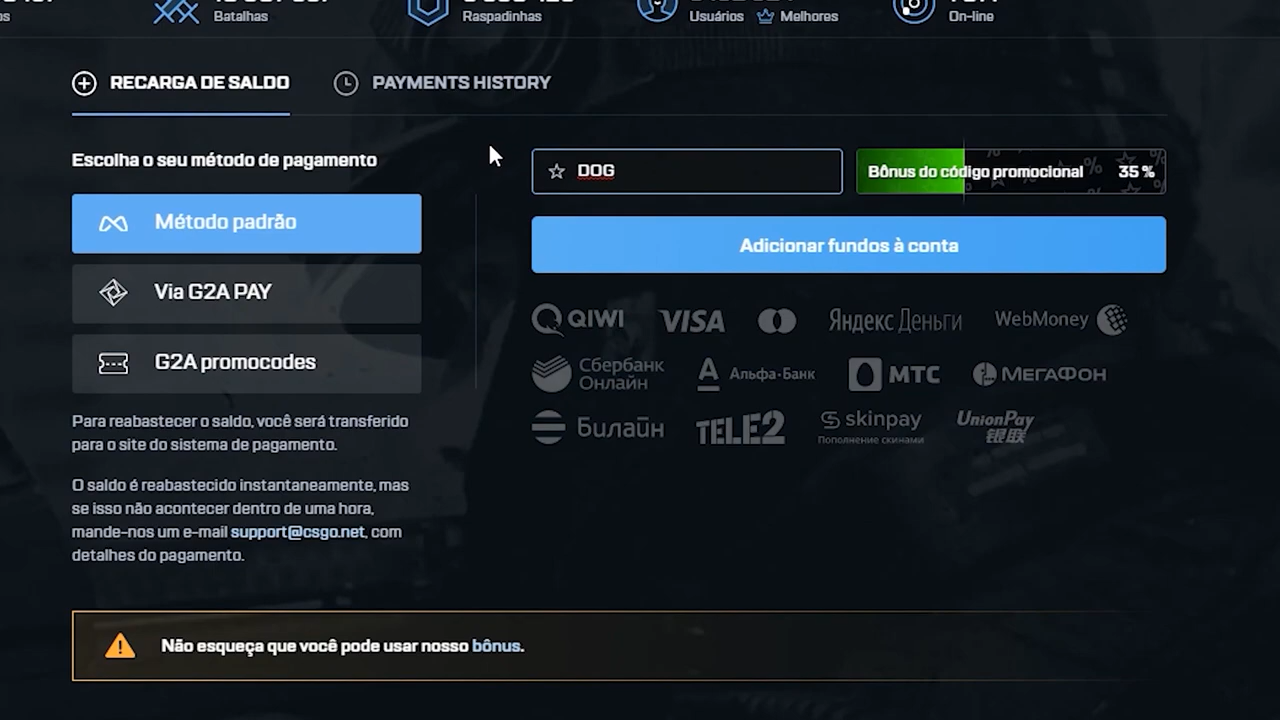 Batalhas
Raspadinhas
Usuários
Melhores
On-line
RECARGA DE SALDO
PAYMENTS HISTORY
Escolha o seu método de pagamento
Método padrão
Via G2A PAY
G2A promocodes
Para reabastecer o saldo, você será transferido
para o site do sistema de pagamento.
O saldo é reabastecido instantaneamente, mas
se isso não acontecer dentro de uma hora,
mande-nos um e-mail support@csgo.net, com
detalhes do pagamento.
DOG
Bônus do código promocional 35 %
Adicionar fundos à conta
QIWI VISA Яндекс Деньги WebMoney
Сбербанк
Онлайн
Альфа·Банк
МТС
МЕГАФОН
Билайн
TELE2
skinpay
Пополнение скинами
UnionPay
银联
Não esqueça que você pode usar nosso bônus.